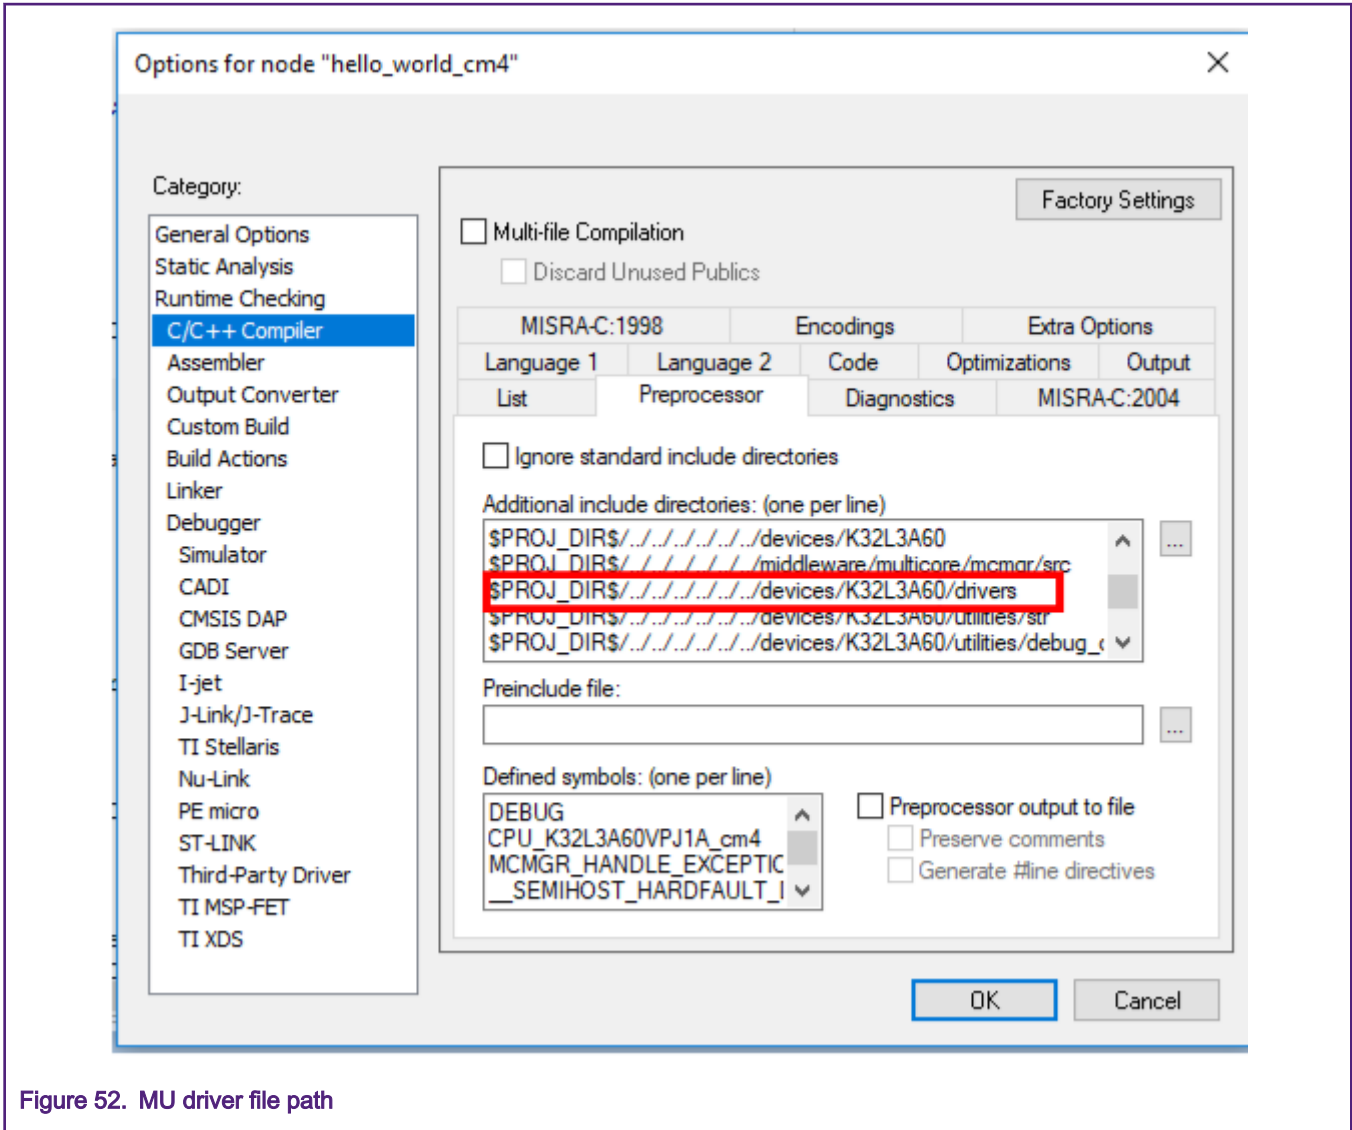 Options for node "hello_world_cm4"
Category:
General Options
Static Analysis
Runtime Checking
C/C++ Compiler
Assembler
Output Converter
Custom Build
Build Actions
Linker
Debugger
Simulator
CADI
CMSIS DAP
GDB Server
I-jet
J-Link/J-Trace
TI Stellaris
Nu-Link
PE micro
ST-LINK
Third-Party Driver
TI MSP-FET
TI XDS
Factory Settings
Multi-file Compilation
Discard Unused Publics
MISRA-C:1998 Encodings Extra Options
Language 1 Language 2 Code Optimizations Output
List Preprocessor Diagnostics MISRA-C:2004
Ignore standard include directories
Additional include directories: (one per line)
$PROJ_DIR$/../../../../../../devices/K32L3A60
$PROJ_DIR$/../../../../../../middleware/multicore/mcmgr/src
$PROJ_DIR$/../../../../../../devices/K32L3A60/drivers
$PROJ_DIR$/../../../../../../devices/K32L3A60/utilities/str
$PROJ_DIR$/../../../../../../devices/K32L3A60/utilities/debug_c
...
Preinclude file:
...
Defined symbols: (one per line)
DEBUG
CPU_K32L3A60VPJ1A_cm4
MCMGR_HANDLE_EXCEPTIC
__SEMIHOST_HARDFAULT_I
Preprocessor output to file
Preserve comments
Generate #line directives
OK Cancel
Figure 52. MU driver file path